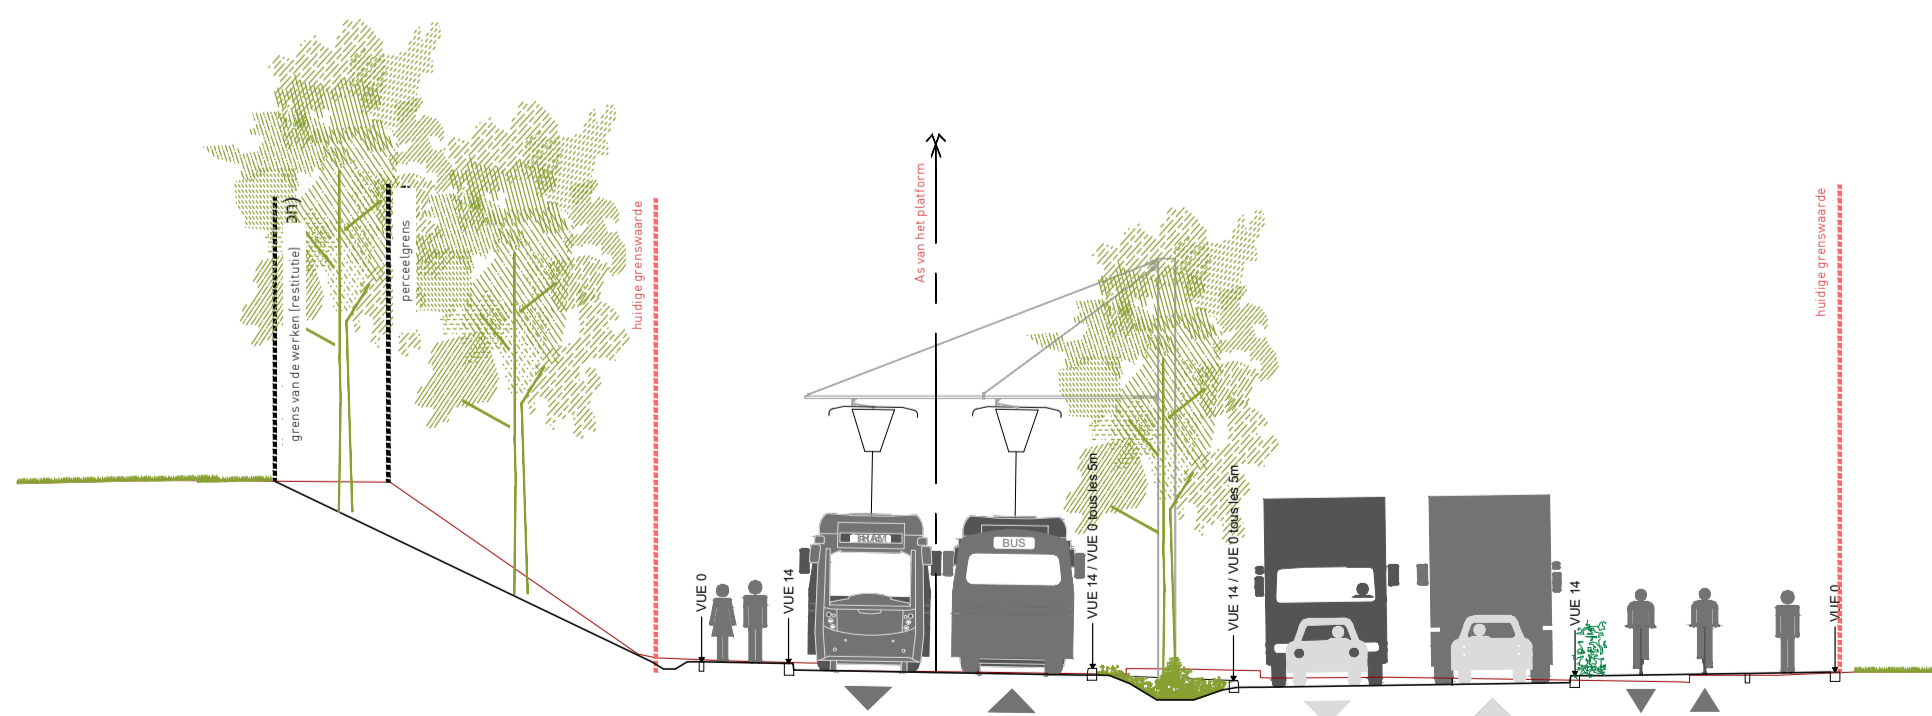 grens van de werken (restitutie)
perceelgrens
huidige grenswaarde
VUE 0
VUE 14
As van het platform
BUS
VUE 14 / VUE 0 tous les 5m
VUE 14 / VUE 0 tous les 5m
VUE 14
VUE 0
huidige grenswaarde